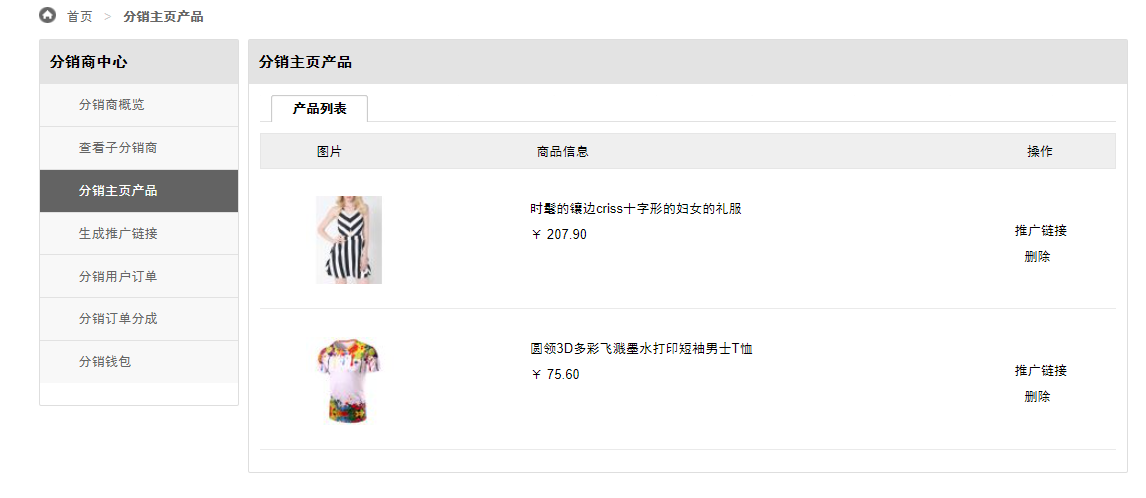 首页 > 分销主页产品
分销商中心
分销商概览
查看子分销商
分销主页产品
生成推广链接
分销用户订单
分销订单分成
分销钱包
分销主页产品
产品列表
图片 商品信息 操作
时髦的镶边criss十字形的妇女的礼服
￥ 207.90
推广链接
删除
圆领3D多彩飞溅墨水打印短袖男士T恤
￥ 75.60
推广链接
删除